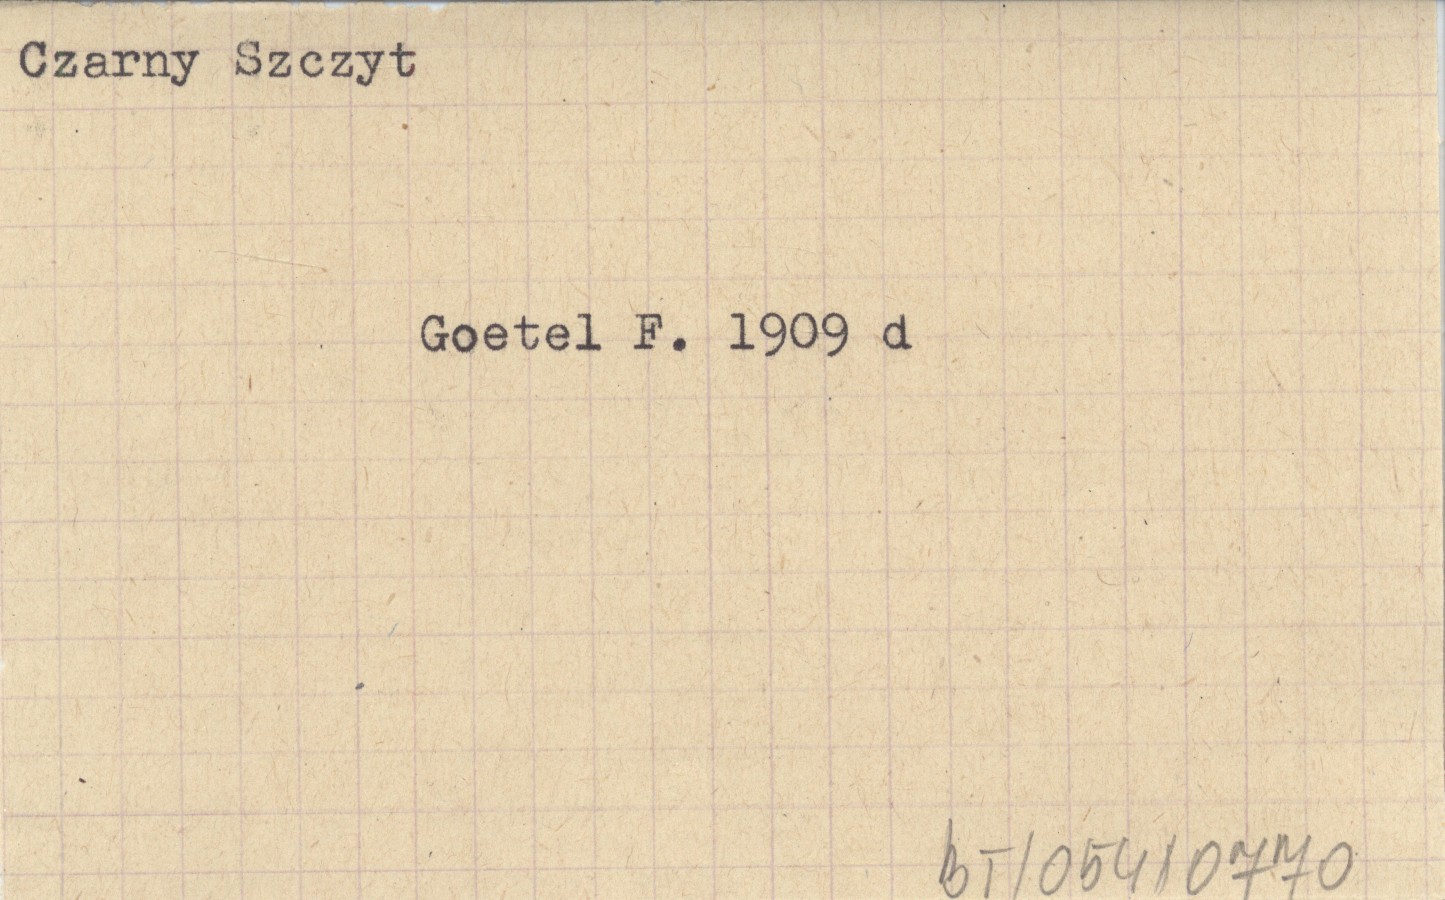 Czarny Szczyt
Goetel F. 1909 d
BT/054/0770